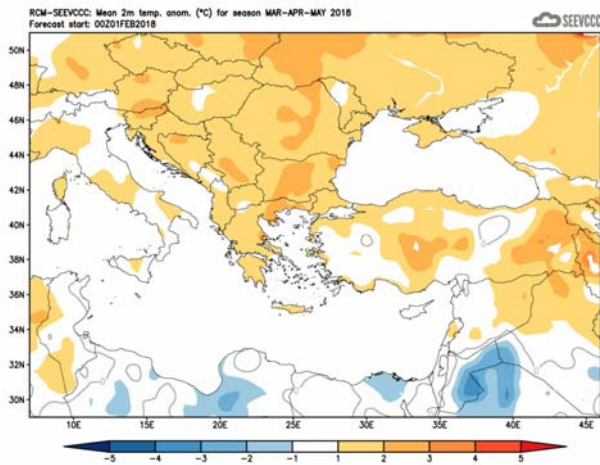 RCM-SEEVCCC: Mean 2m temp. anom. (°C) for season MAR-APR-MAY 2018
Forecast start: 00Z01FEB2018
SEEVCCC
50N
48N
46N
44N
42N
40N
38N
36N
34N
32N
30N
10E 15E 20E 25E 30E 35E 40E 45E
-5 -4 -3 -2 -1 1 2 3 4 5